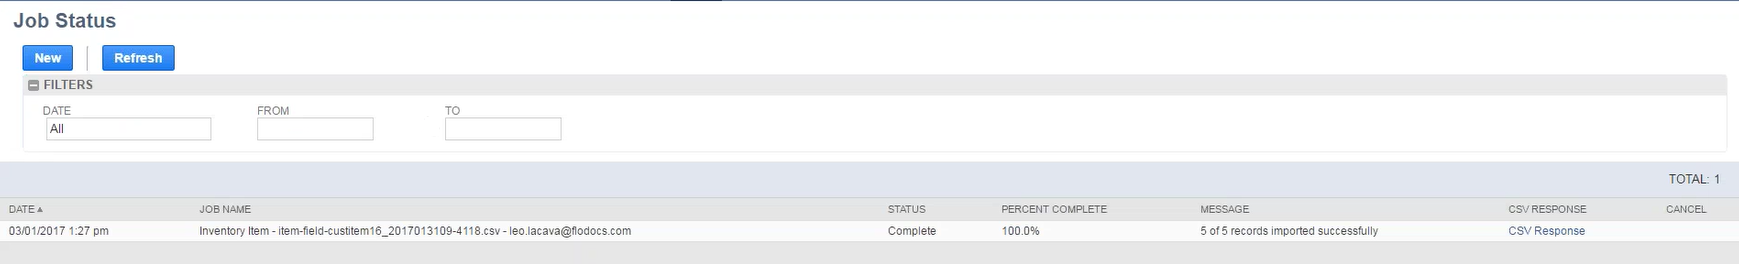 Job Status
New Refresh
FILTERS
DATE FROM TO
All
TOTAL: 1
DATE JOB NAME STATUS PERCENT COMPLETE MESSAGE CSV RESPONSE CANCEL
03/01/2017 1:27 pm Inventory Item - item-field-custitem16_2017013109-4118.csv - leo.lacava@flodocs.com Complete 100.0% 5 of 5 records imported successfully CSV Response